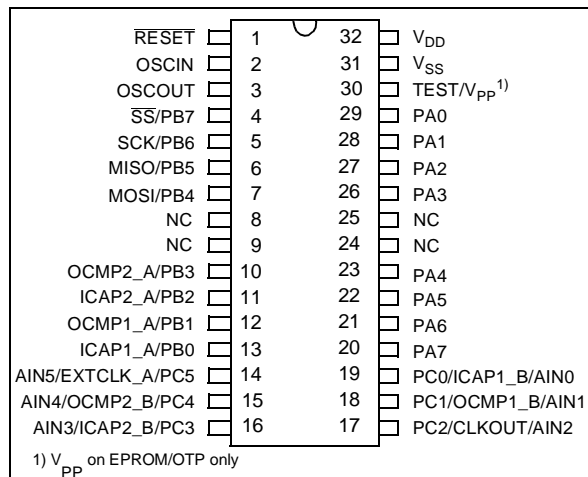 RESET 1 32 VDD
OSCIN 2 31 VSS
OSCOUT 3 30 TEST/VPP1)
SS/PB7 4 29 PA0
SCK/PB6 5 28 PA1
MISO/PB5 6 27 PA2
MOSI/PB4 7 26 PA3
NC 8 25 NC
NC 9 24 NC
OCMP2_A/PB3 10 23 PA4
ICAP2_A/PB2 11 22 PA5
OCMP1_A/PB1 12 21 PA6
ICAP1_A/PB0 13 20 PA7
AIN5/EXTCLK_A/PC5 14 19 PC0/ICAP1_B/AIN0
AIN4/OCMP2_B/PC4 15 18 PC1/OCMP1_B/AIN1
AIN3/ICAP2_B/PC3 16 17 PC2/CLKOUT/AIN2
1) VPP on EPROM/OTP only